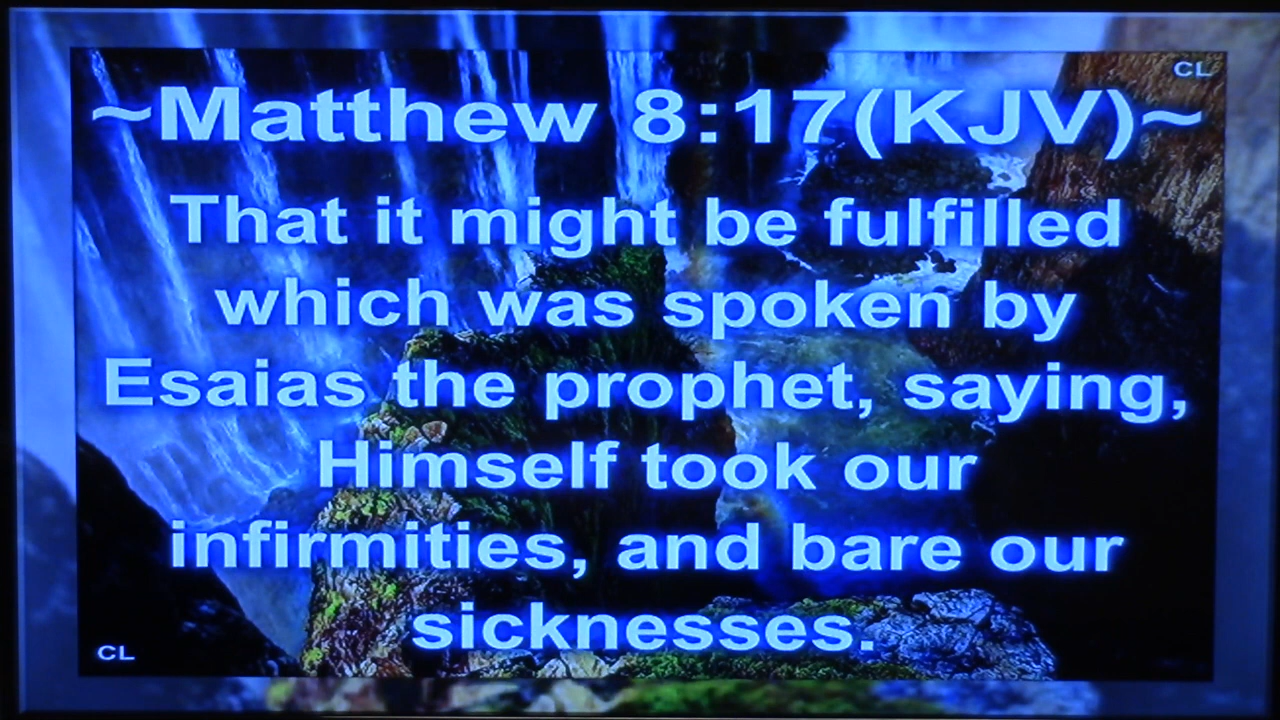 CL
~Matthew 8:17(KJV)~
That it might be fulfilled
which was spoken by
Esaias the prophet, saying,
Himself took our
infirmities, and bare our
sicknesses.
CL